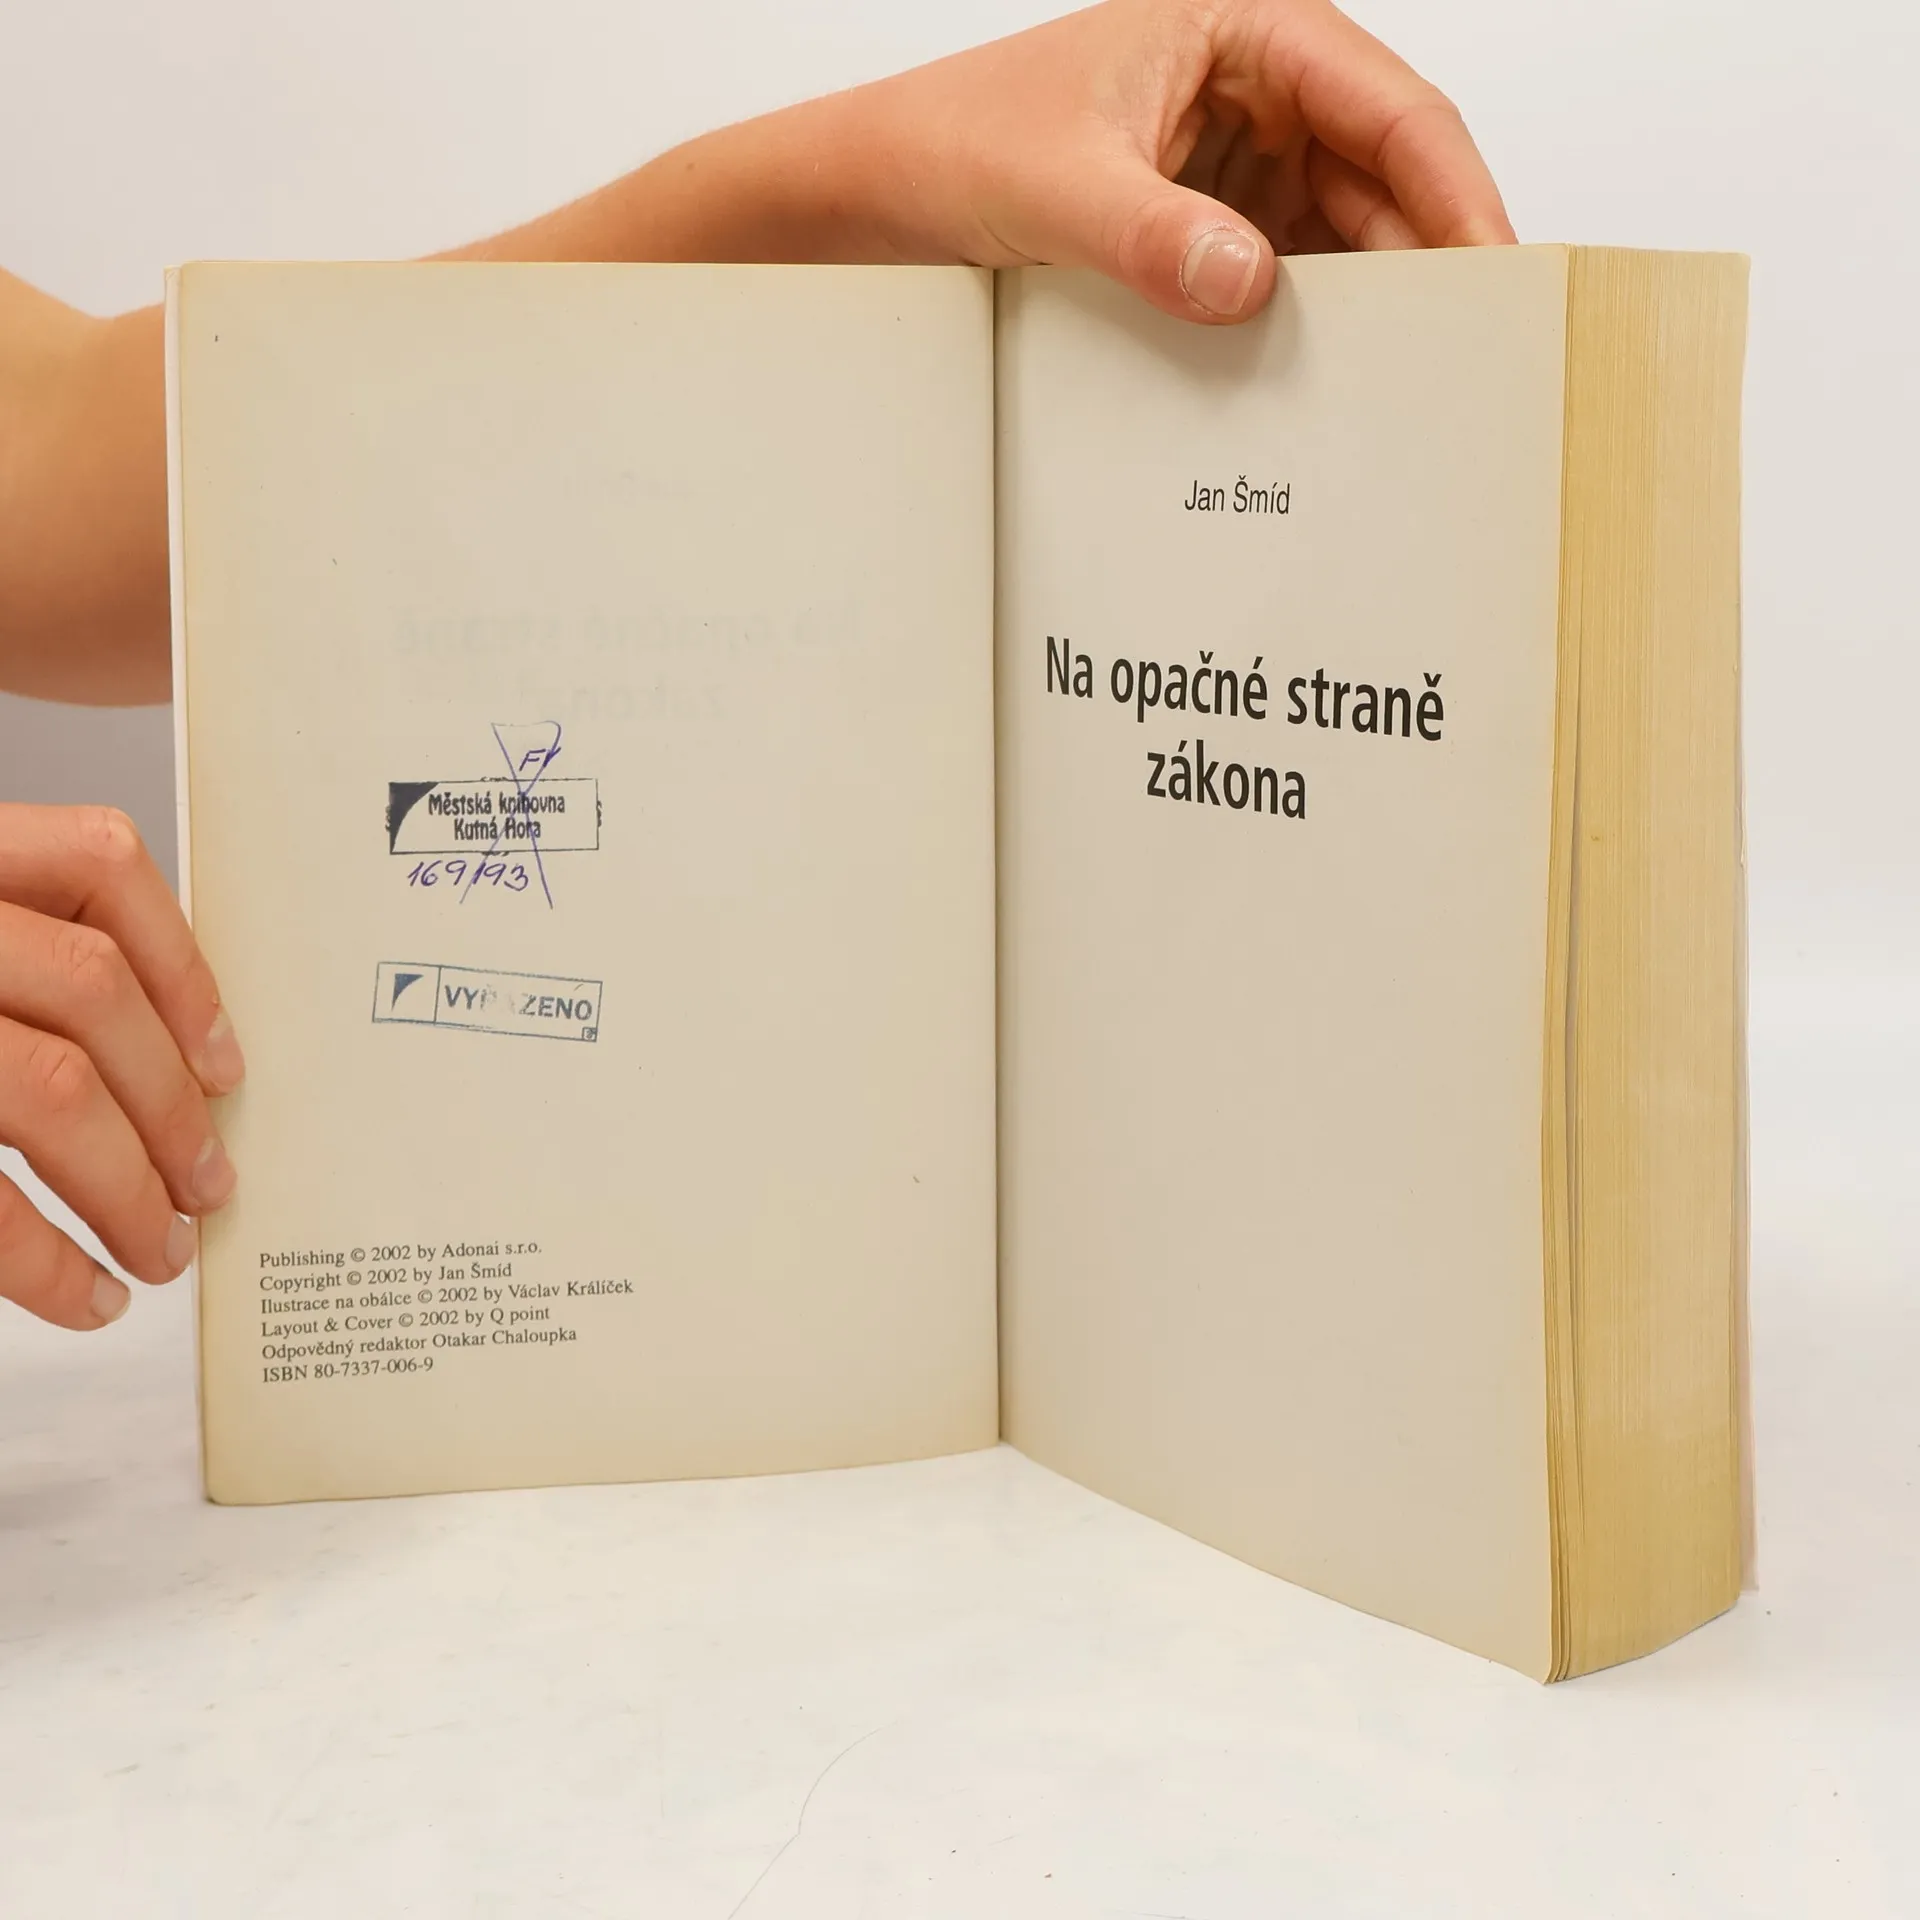 F
Městská knihovna
Kutná Hora
169/93
VYŘAZENO
Publishing © 2002 by Adonai s.r.o.
Copyright © 2002 by Jan Šmíd
Ilustrace na obálce © 2002 by Václav Králíček
Layout & Cover © 2002 by Q point
Odpovědný redaktor Otakar Chaloupka
ISBN 80-7337-006-9
Jan Šmíd
Na opačné straně
zákona